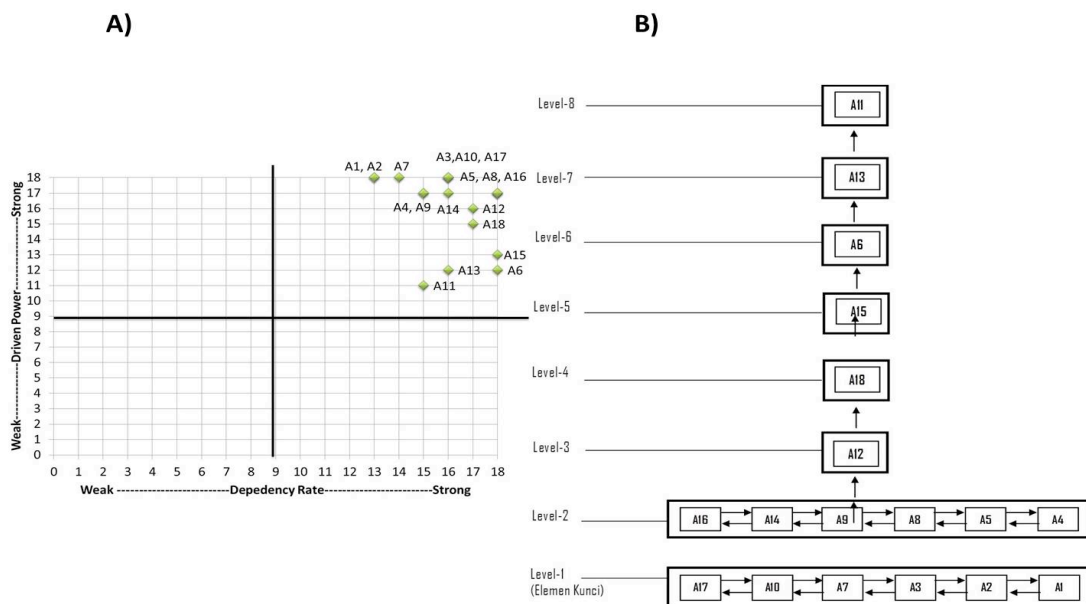 A)
A3,A10, A17
A1, A2
A7
A5, A8, A16
A4, A9
A14
A12
A18
A15
A13
A6
A11
Weak-----------Driven Power-----------Strong
18
17
16
15
13
12
11
10
9
8
7
6
5
4
3
2
1
0
0 1 2 3 4 5 6 7 8 9 10 11 12 13 14 15 16 17 18
Weak -----------------------Depedency Rate-----------------------Strong
B)
Level-8
A11
Level-7
A13
Level-6
A6
Level-5
A15
Level-4
A18
Level-3
A12
Level-2
A16 A14 A9 A8 A5 A4
Level-1
(Elemen Kunci)
A17 A10 A7 A3 A2 A1